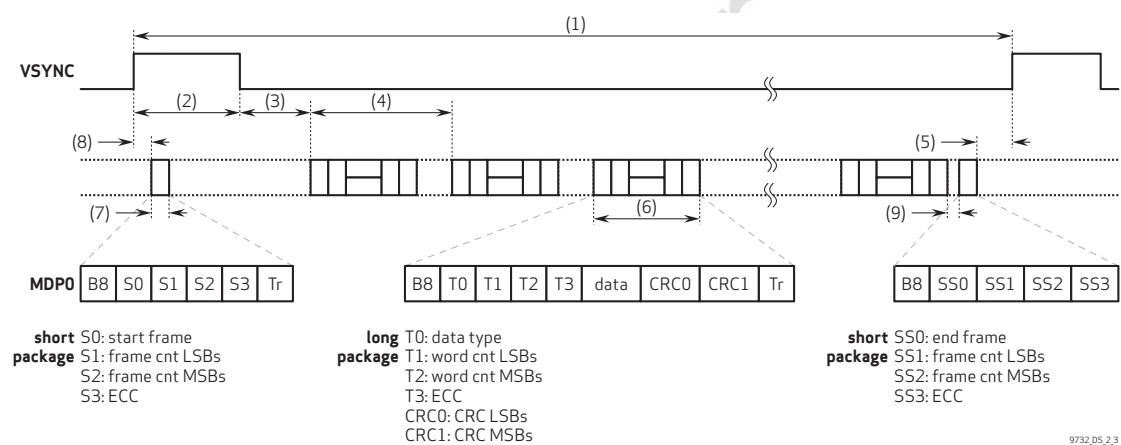 (1)
VSYNC
(2) (3) (4)
(8) (5)
(7) (6) (9)
MDP0 B8 S0 S1 S2 S3 Tr B8 T0 T1 T2 T3 data CRC0 CRC1 Tr B8 SS0 SS1 SS2 SS3
short package
S0: start frame
S1: frame cnt LSBs
S2: frame cnt MSBs
S3: ECC
long package
T0: data type
T1: word cnt LSBs
T2: word cnt MSBs
T3: ECC
CRC0: CRC LSBs
CRC1: CRC MSBs
short package
SS0: end frame
SS1: frame cnt LSBs
SS2: frame cnt MSBs
SS3: ECC
9732_DS_2_3